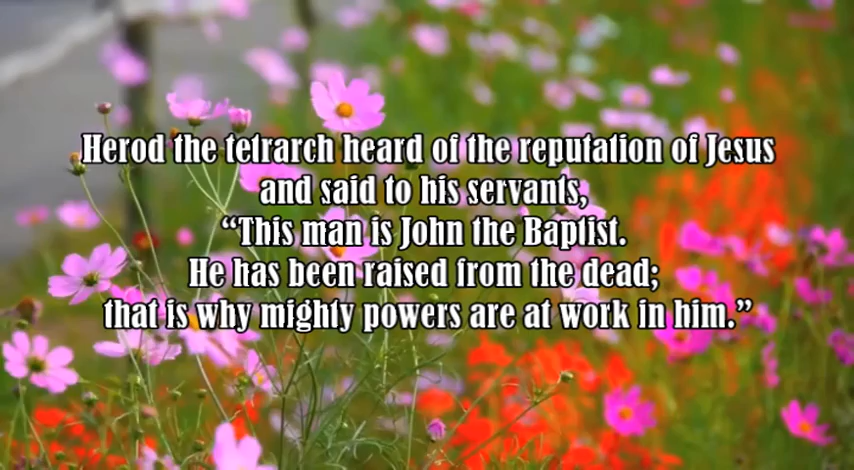 Herod the tetrarch heard of the reputation of Jesus
and said to his servants,
“This man is John the Baptist.
He has been raised from the dead;
that is why mighty powers are at work in him.”